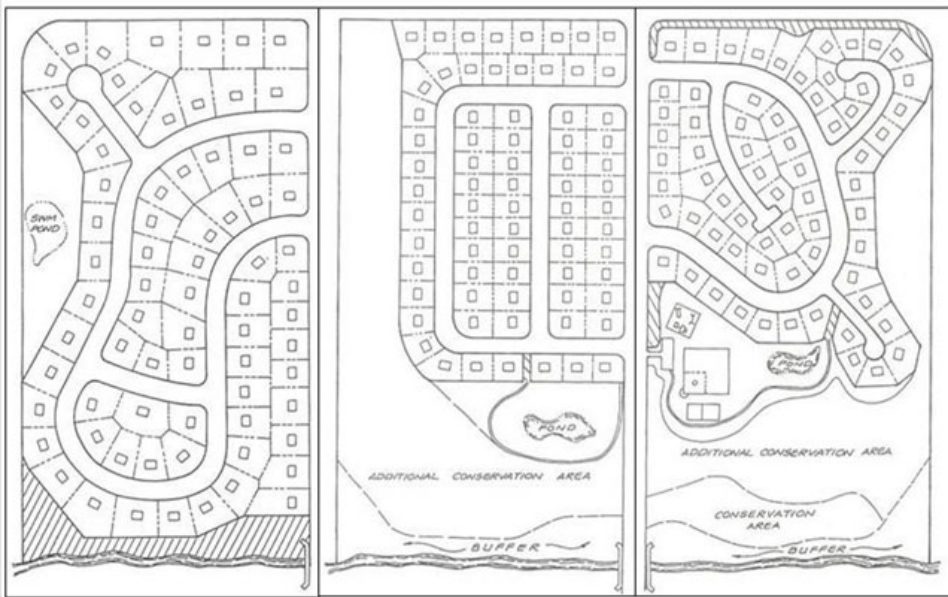 SWM
POND
POND
ADDITIONAL CONSERVATION AREA
BUFFER
POND
ADDITIONAL CONSERVATION AREA
CONSERVATION
AREA
BUFFER